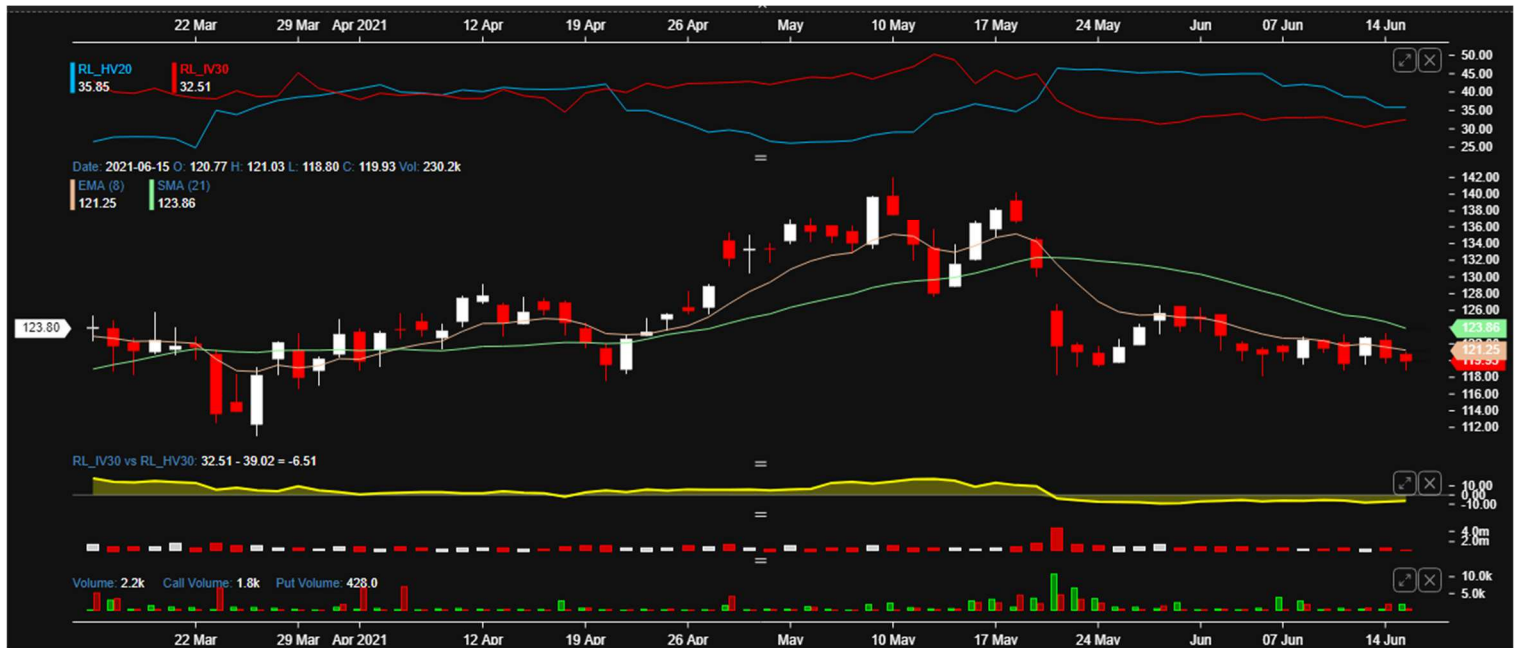 22 Mar 29 Mar Apr 2021 12 Apr 19 Apr 26 Apr May 10 May 17 May 24 May Jun 07 Jun 14 Jun
RL_HV20 RL_IV30
35.85 32.51
50.00
45.00
40.00
35.00
30.00
25.00
Date: 2021-06-15 O: 120.77 H: 121.03 L: 118.80 C: 119.93 Vol: 230.2k
EMA (8) SMA (21)
121.25 123.86
142.00
140.00
138.00
136.00
134.00
132.00
130.00
128.00
126.00
123.80
123.86
121.25
119.93
118.00
116.00
114.00
112.00
RL_IV30 vs RL_HV30: 32.51 - 39.02 = -6.51
10.00
0.00
-10.00
4.0m
2.0m
Volume: 2.2k Call Volume: 1.8k Put Volume: 428.0
10.0k
5.0k
22 Mar 29 Mar Apr 2021 12 Apr 19 Apr 26 Apr May 10 May 17 May 24 May Jun 07 Jun 14 Jun